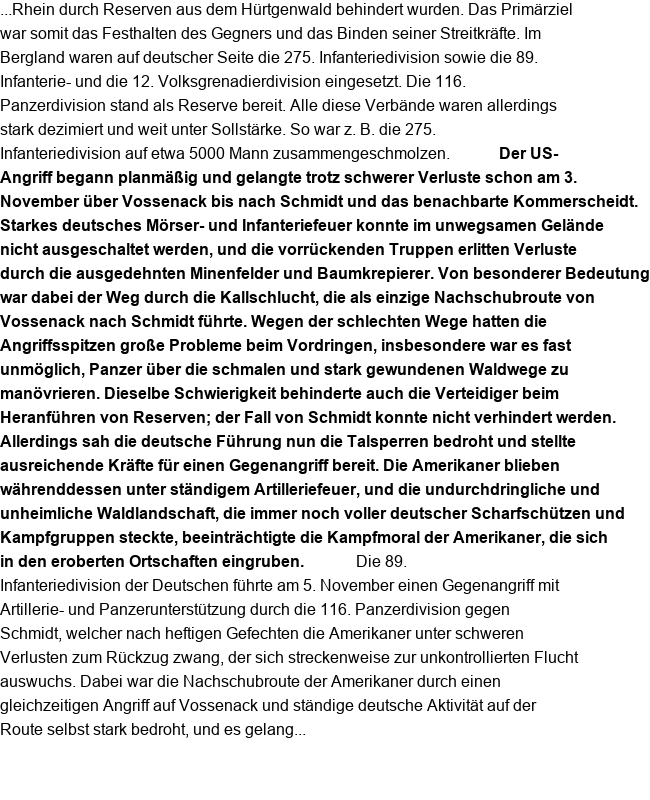 ...Rhein durch Reserven aus dem Hürtgenwald behindert wurden. Das Primärziel
war somit das Festhalten des Gegners und das Binden seiner Streitkräfte. Im
Bergland waren auf deutscher Seite die 275. Infanteriedivision sowie die 89.
Infanterie- und die 12. Volksgrenadierdivision eingesetzt. Die 116.
Panzerdivision stand als Reserve bereit. Alle diese Verbände waren allerdings
stark dezimiert und weit unter Sollstärke. So war z. B. die 275.
Infanteriedivision auf etwa 5000 Mann zusammengeschmolzen. Der US-
Angriff begann planmäßig und gelangte trotz schwerer Verluste schon am 3.
November über Vossenack bis nach Schmidt und das benachbarte Kommerscheidt.
Starkes deutsches Mörser- und Infanteriefeuer konnte im unwegsamen Gelände
nicht ausgeschaltet werden, und die vorrückenden Truppen erlitten Verluste
durch die ausgedehnten Minenfelder und Baumkrepierer. Von besonderer Bedeutung
war dabei der Weg durch die Kallschlucht, die als einzige Nachschubroute von
Vossenack nach Schmidt führte. Wegen der schlechten Wege hatten die
Angriffsspitzen große Probleme beim Vordringen, insbesondere war es fast
unmöglich, Panzer über die schmalen und stark gewundenen Waldwege zu
manövrieren. Dieselbe Schwierigkeit behinderte auch die Verteidiger beim
Heranführen von Reserven; der Fall von Schmidt konnte nicht verhindert werden.
Allerdings sah die deutsche Führung nun die Talsperren bedroht und stellte
ausreichende Kräfte für einen Gegenangriff bereit. Die Amerikaner blieben
währenddessen unter ständigem Artilleriefeuer, und die undurchdringliche und
unheimliche Waldlandschaft, die immer noch voller deutscher Scharfschützen und
Kampfgruppen steckte, beeinträchtigte die Kampfmoral der Amerikaner, die sich
in den eroberten Ortschaften eingruben. Die 89.
Infanteriedivision der Deutschen führte am 5. November einen Gegenangriff mit
Artillerie- und Panzerunterstützung durch die 116. Panzerdivision gegen
Schmidt, welcher nach heftigen Gefechten die Amerikaner unter schweren
Verlusten zum Rückzug zwang, der sich streckenweise zur unkontrollierten Flucht
auswuchs. Dabei war die Nachschubroute der Amerikaner durch einen
gleichzeitigen Angriff auf Vossenack und ständige deutsche Aktivität auf der
Route selbst stark bedroht, und es gelang...